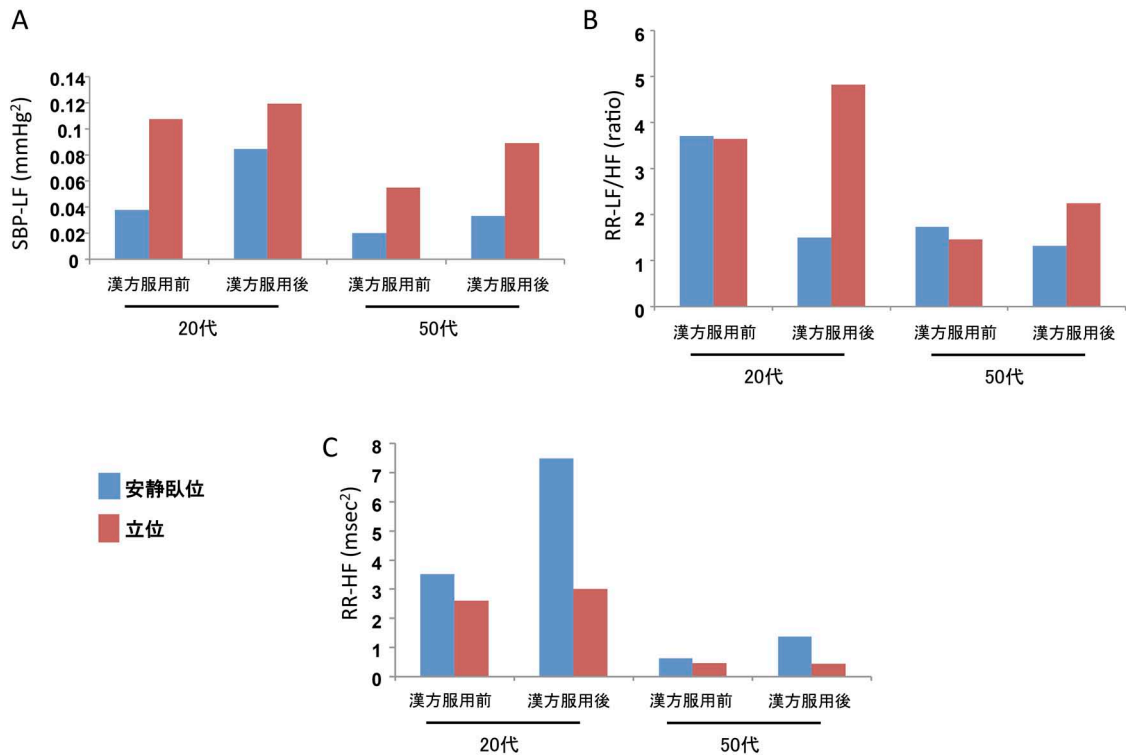 A
SBP-LF (mmHg²)
0.14
0.12
0.1
0.08
0.06
0.04
0.02
0
漢方服用前 漢方服用後 漢方服用前 漢方服用後
20代 50代
B
RR-LF/HF (ratio)
6
5
4
3
2
1
0
漢方服用前 漢方服用後 漢方服用前 漢方服用後
20代 50代
安静臥位
立位
C
RR-HF (msec²)
8
7
6
5
4
3
2
1
0
漢方服用前 漢方服用後 漢方服用前 漢方服用後
20代 50代